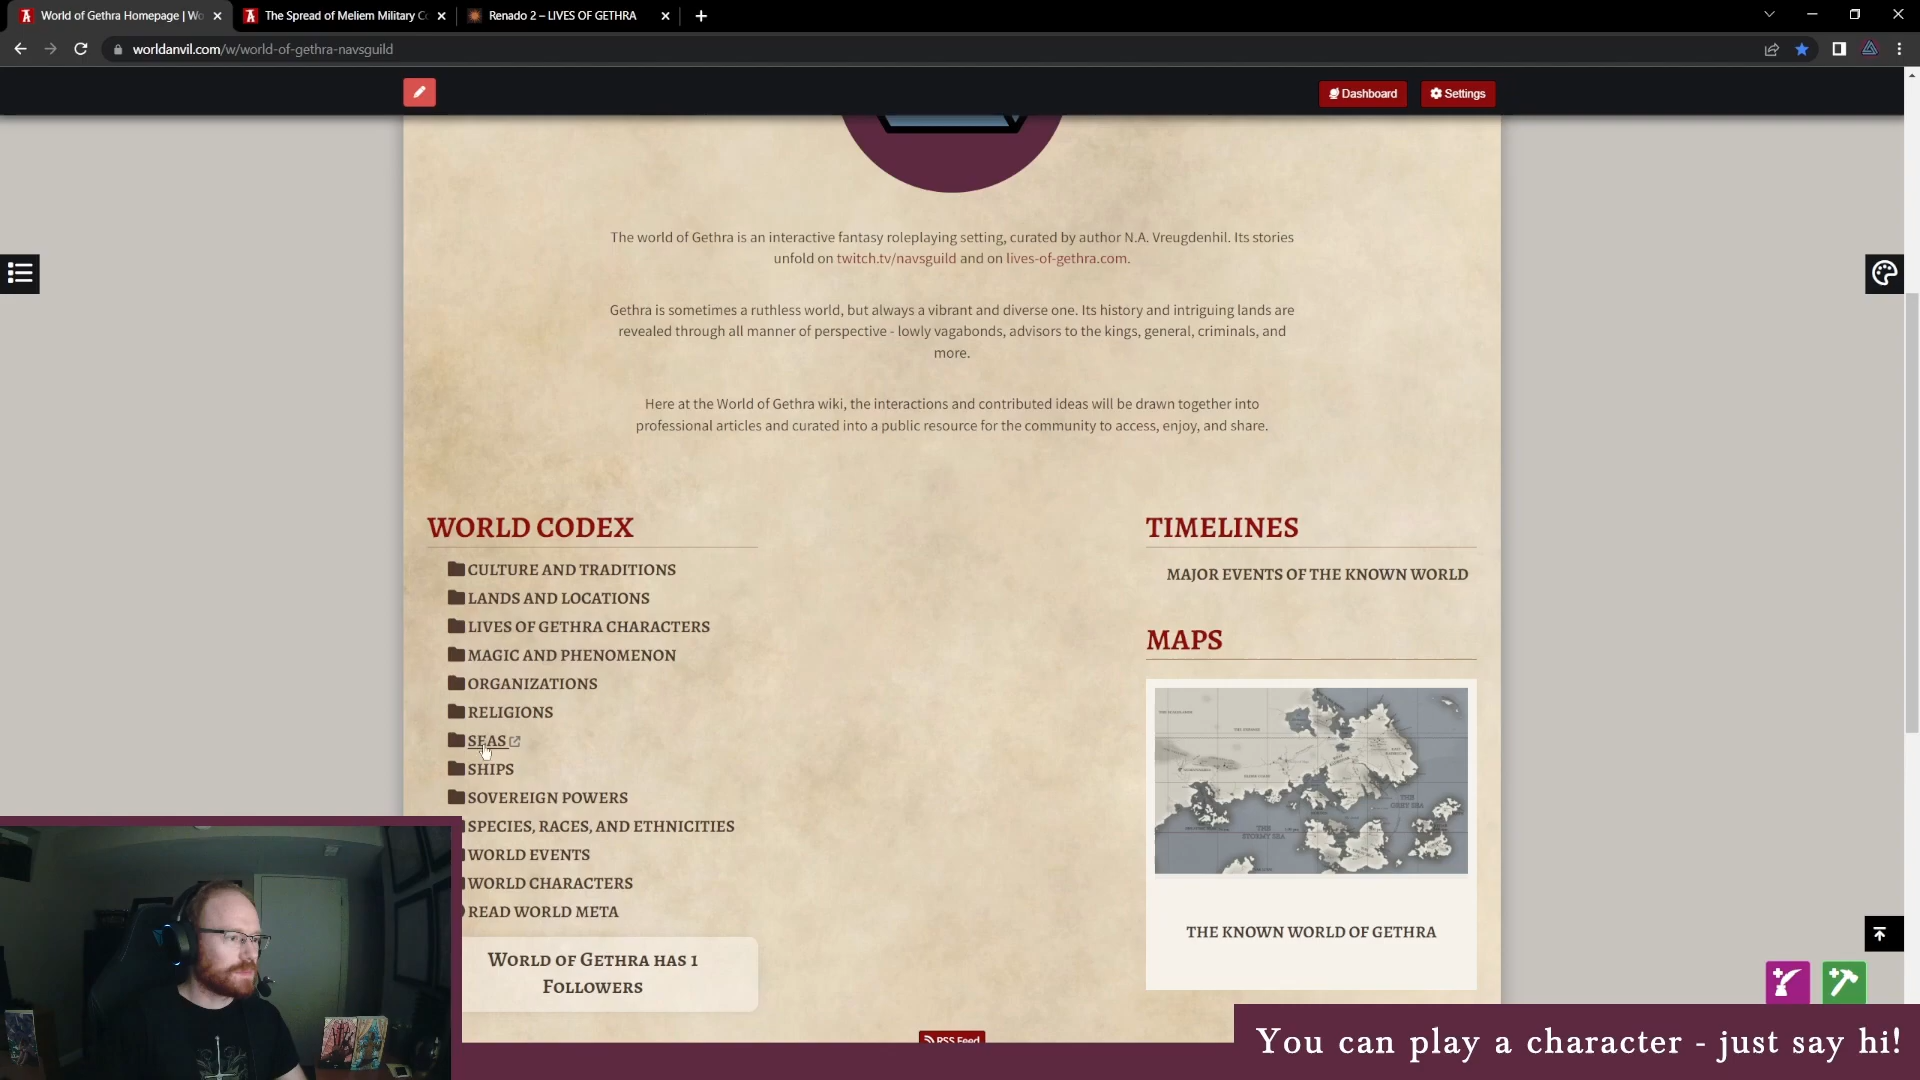 World of Gethra Homepage | Wo
The Spread of Meliem Military Co
Renado 2 – LIVES OF GETHRA
worldanvil.com/w/world-of-gethra-navsguild
Dashboard
Settings
The world of Gethra is an interactive fantasy roleplaying setting, curated by author N.A. Vreugdenhil. Its stories
unfold on twitch.tv/navsguild and on lives-of-gethra.com.
Gethra is sometimes a ruthless world, but always a vibrant and diverse one. Its history and intriguing lands are
revealed through all manner of perspective - lowly vagabonds, advisors to the kings, general, criminals, and
more.
Here at the World of Gethra wiki, the interactions and contributed ideas will be drawn together into
professional articles and curated into a public resource for the community to access, enjoy, and share.
WORLD CODEX
CULTURE AND TRADITIONS
LANDS AND LOCATIONS
LIVES OF GETHRA CHARACTERS
MAGIC AND PHENOMENON
ORGANIZATIONS
RELIGIONS
SEAS
SHIPS
SOVEREIGN POWERS
SPECIES, RACES, AND ETHNICITIES
WORLD EVENTS
WORLD CHARACTERS
READ WORLD META
World of Gethra has 1
Followers
TIMELINES
MAJOR EVENTS OF THE KNOWN WORLD
MAPS
THE
GREY SEA
THE
STORMY SEA
THE KNOWN WORLD OF GETHRA
RSS Feed
You can play a character - just say hi!